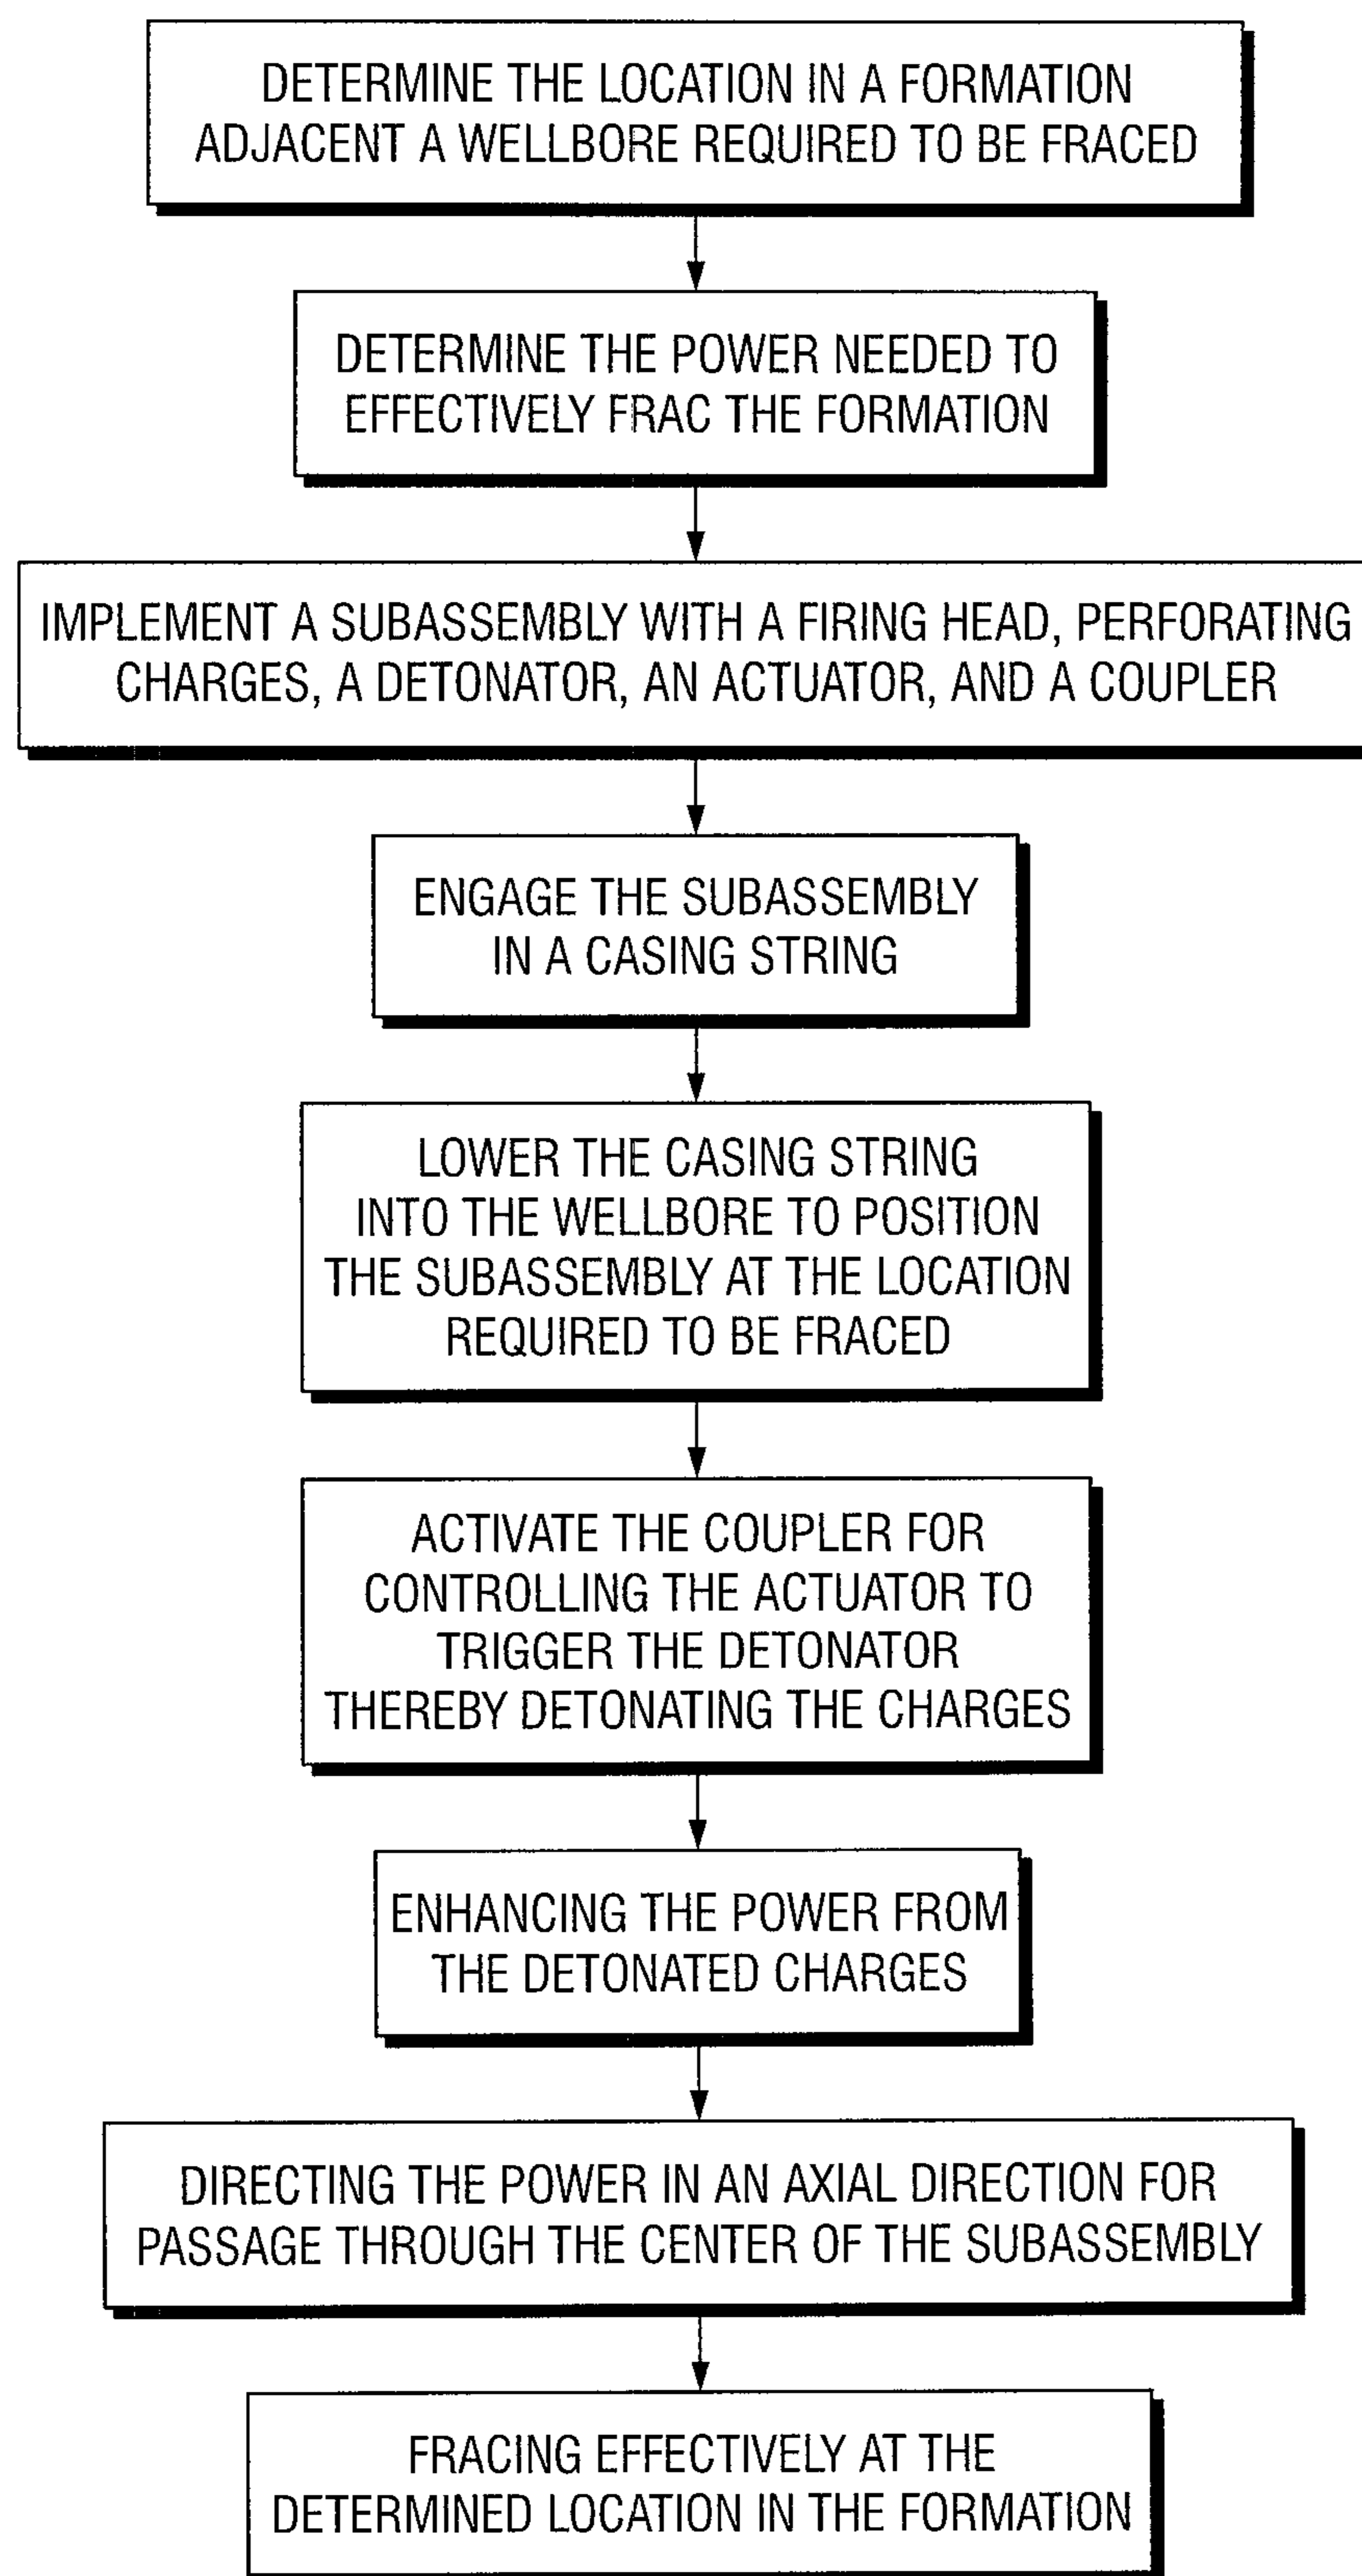 DETERMINE THE LOCATION IN A FORMATION
ADJACENT A WELLBORE REQUIRED TO BE FRACED
DETERMINE THE POWER NEEDED TO
EFFECTIVELY FRAC THE FORMATION
IMPLEMENT A SUBASSEMBLY WITH A FIRING HEAD, PERFORATING
CHARGES, A DETONATOR, AN ACTUATOR, AND A COUPLER
ENGAGE THE SUBASSEMBLY
IN A CASING STRING
LOWER THE CASING STRING
INTO THE WELLBORE TO POSITION
THE SUBASSEMBLY AT THE LOCATION
REQUIRED TO BE FRACED
ACTIVATE THE COUPLER FOR
CONTROLLING THE ACTUATOR TO
TRIGGER THE DETONATOR
THEREBY DETONATING THE CHARGES
ENHANCING THE POWER FROM
THE DETONATED CHARGES
DIRECTING THE POWER IN AN AXIAL DIRECTION FOR
PASSAGE THROUGH THE CENTER OF THE SUBASSEMBLY
FRACING EFFECTIVELY AT THE
DETERMINED LOCATION IN THE FORMATION